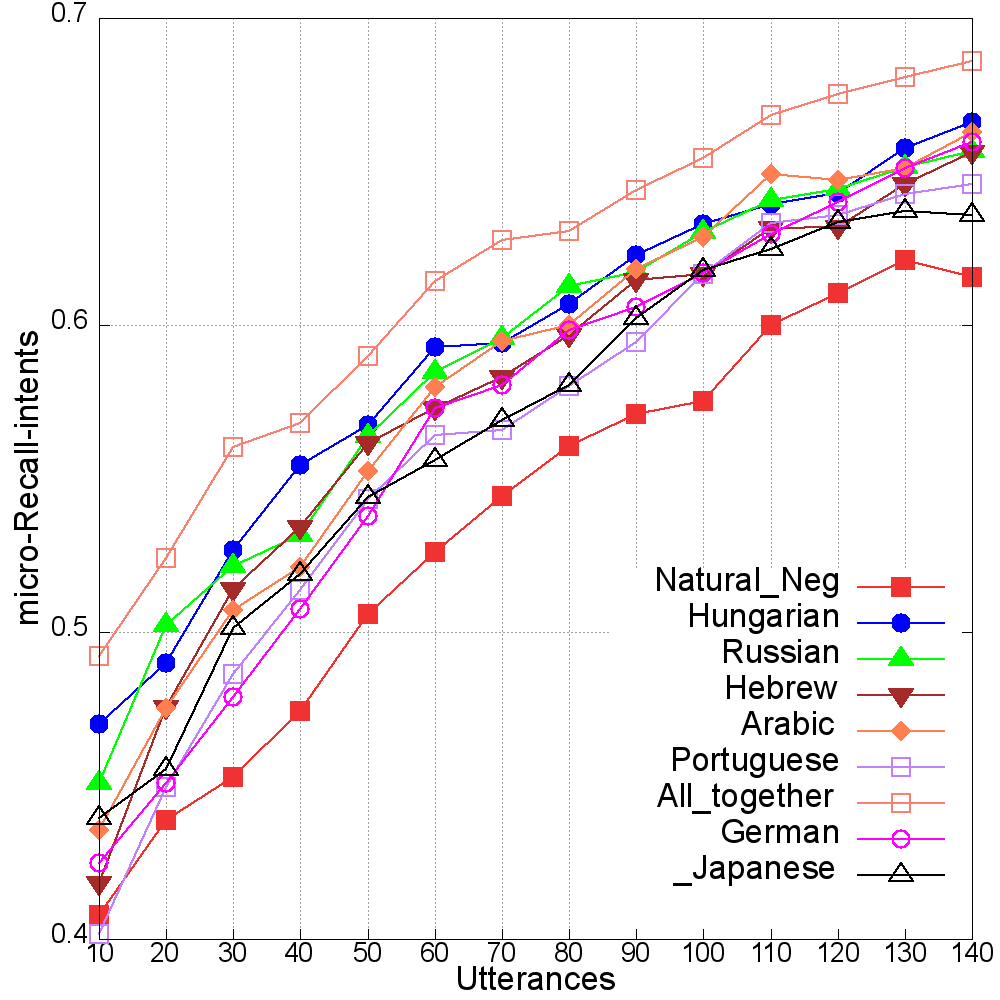 0.7
0.6
0.5
0.4
micro-Recall-intents
Natural_Neg
Hungarian
Russian
Hebrew
Arabic
Portuguese
All_together
German
_Japanese
10 20 30 40 50 60 70 80 90 100 110 120 130 140
Utterances